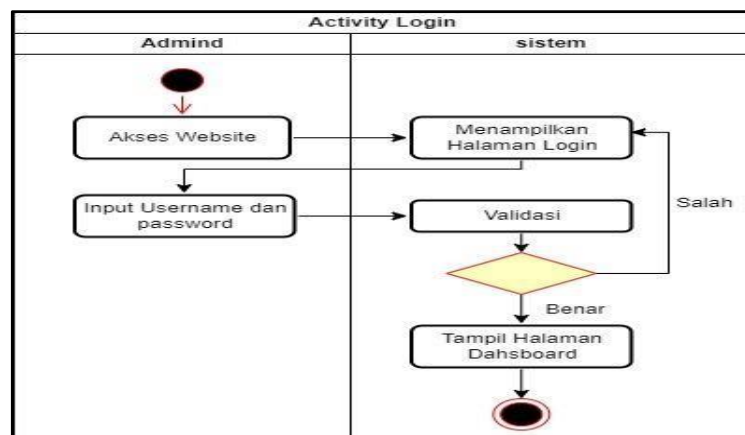 Activity Login
Admind
sistem
Akses Website
Menampilkan
Halaman Login
Input Username dan
password
Validasi
Salah
Benar
Tampil Halaman
Dahsboard